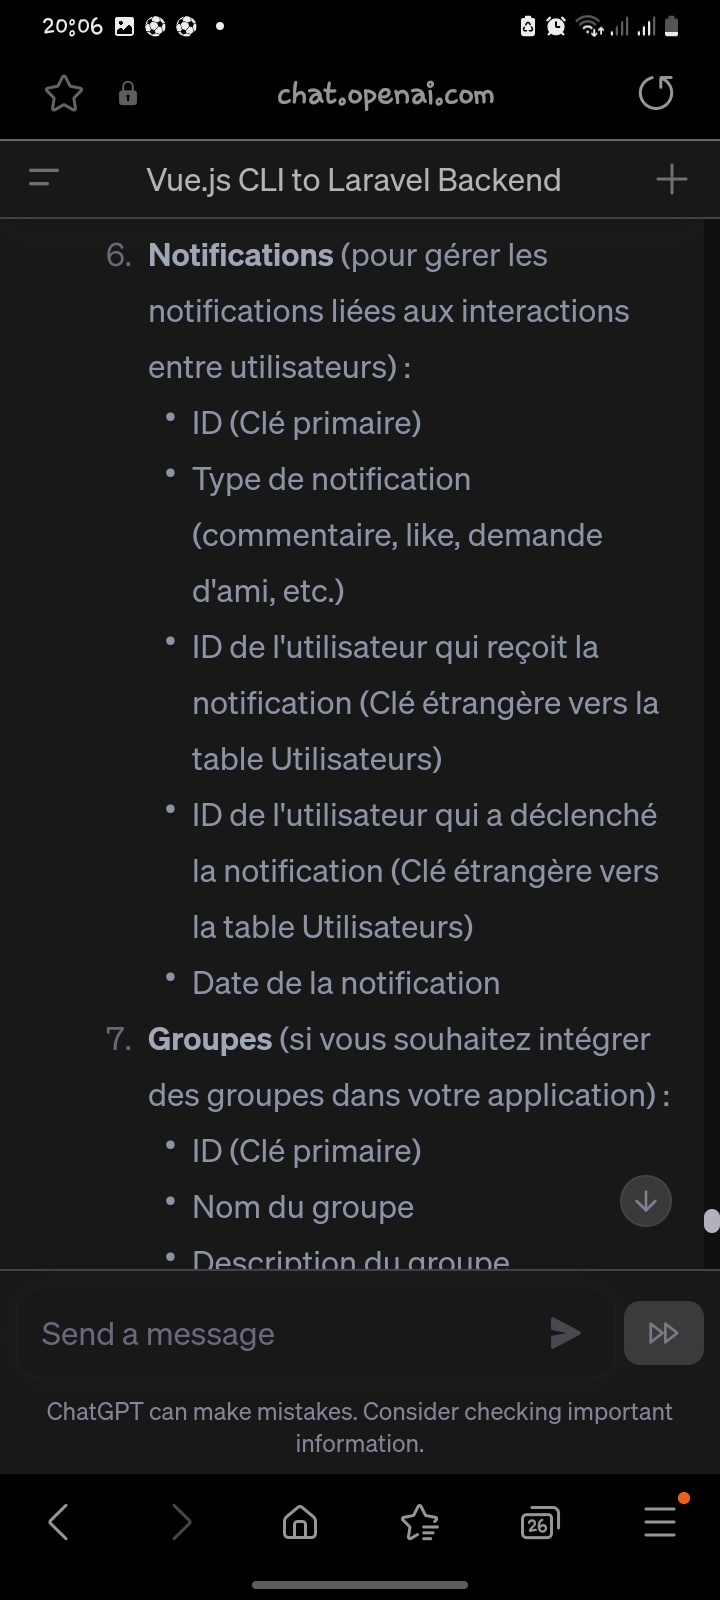 20:06
chat.openai.com
Vue.js CLI to Laravel Backend
6. Notifications (pour gérer les
notifications liées aux interactions
entre utilisateurs) :
• ID (Clé primaire)
• Type de notification
(commentaire, like, demande
d'ami, etc.)
• ID de l'utilisateur qui reçoit la
notification (Clé étrangère vers la
table Utilisateurs)
• ID de l'utilisateur qui a déclenché
la notification (Clé étrangère vers
la table Utilisateurs)
• Date de la notification
7. Groupes (si vous souhaitez intégrer
des groupes dans votre application) :
• ID (Clé primaire)
• Nom du groupe
• Description du groupe
Send a message
ChatGPT can make mistakes. Consider checking important
information.
26